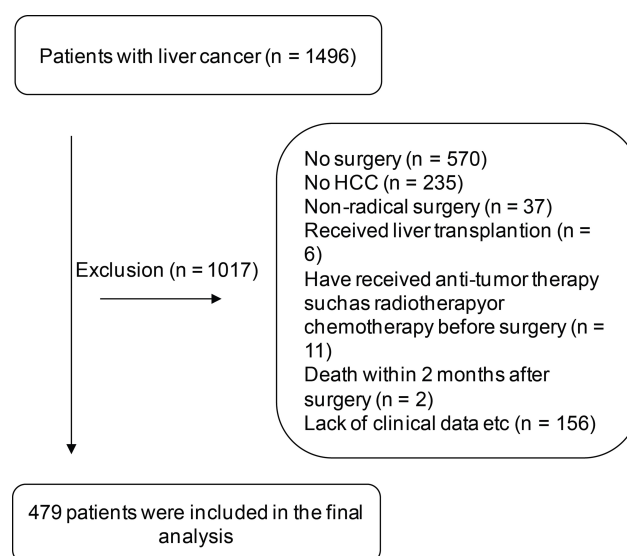 Patients with liver cancer (n = 1496)
No surgery (n = 570)
No HCC (n = 235)
Non-radical surgery (n = 37)
Received liver transplantion (n =
6)
Have received anti-tumor therapy
suchas radiotherapyor
chemotherapy before surgery (n =
11)
Death within 2 months after
surgery (n = 2)
Lack of clinical data etc (n = 156)
Exclusion (n = 1017)
479 patients were included in the final
analysis